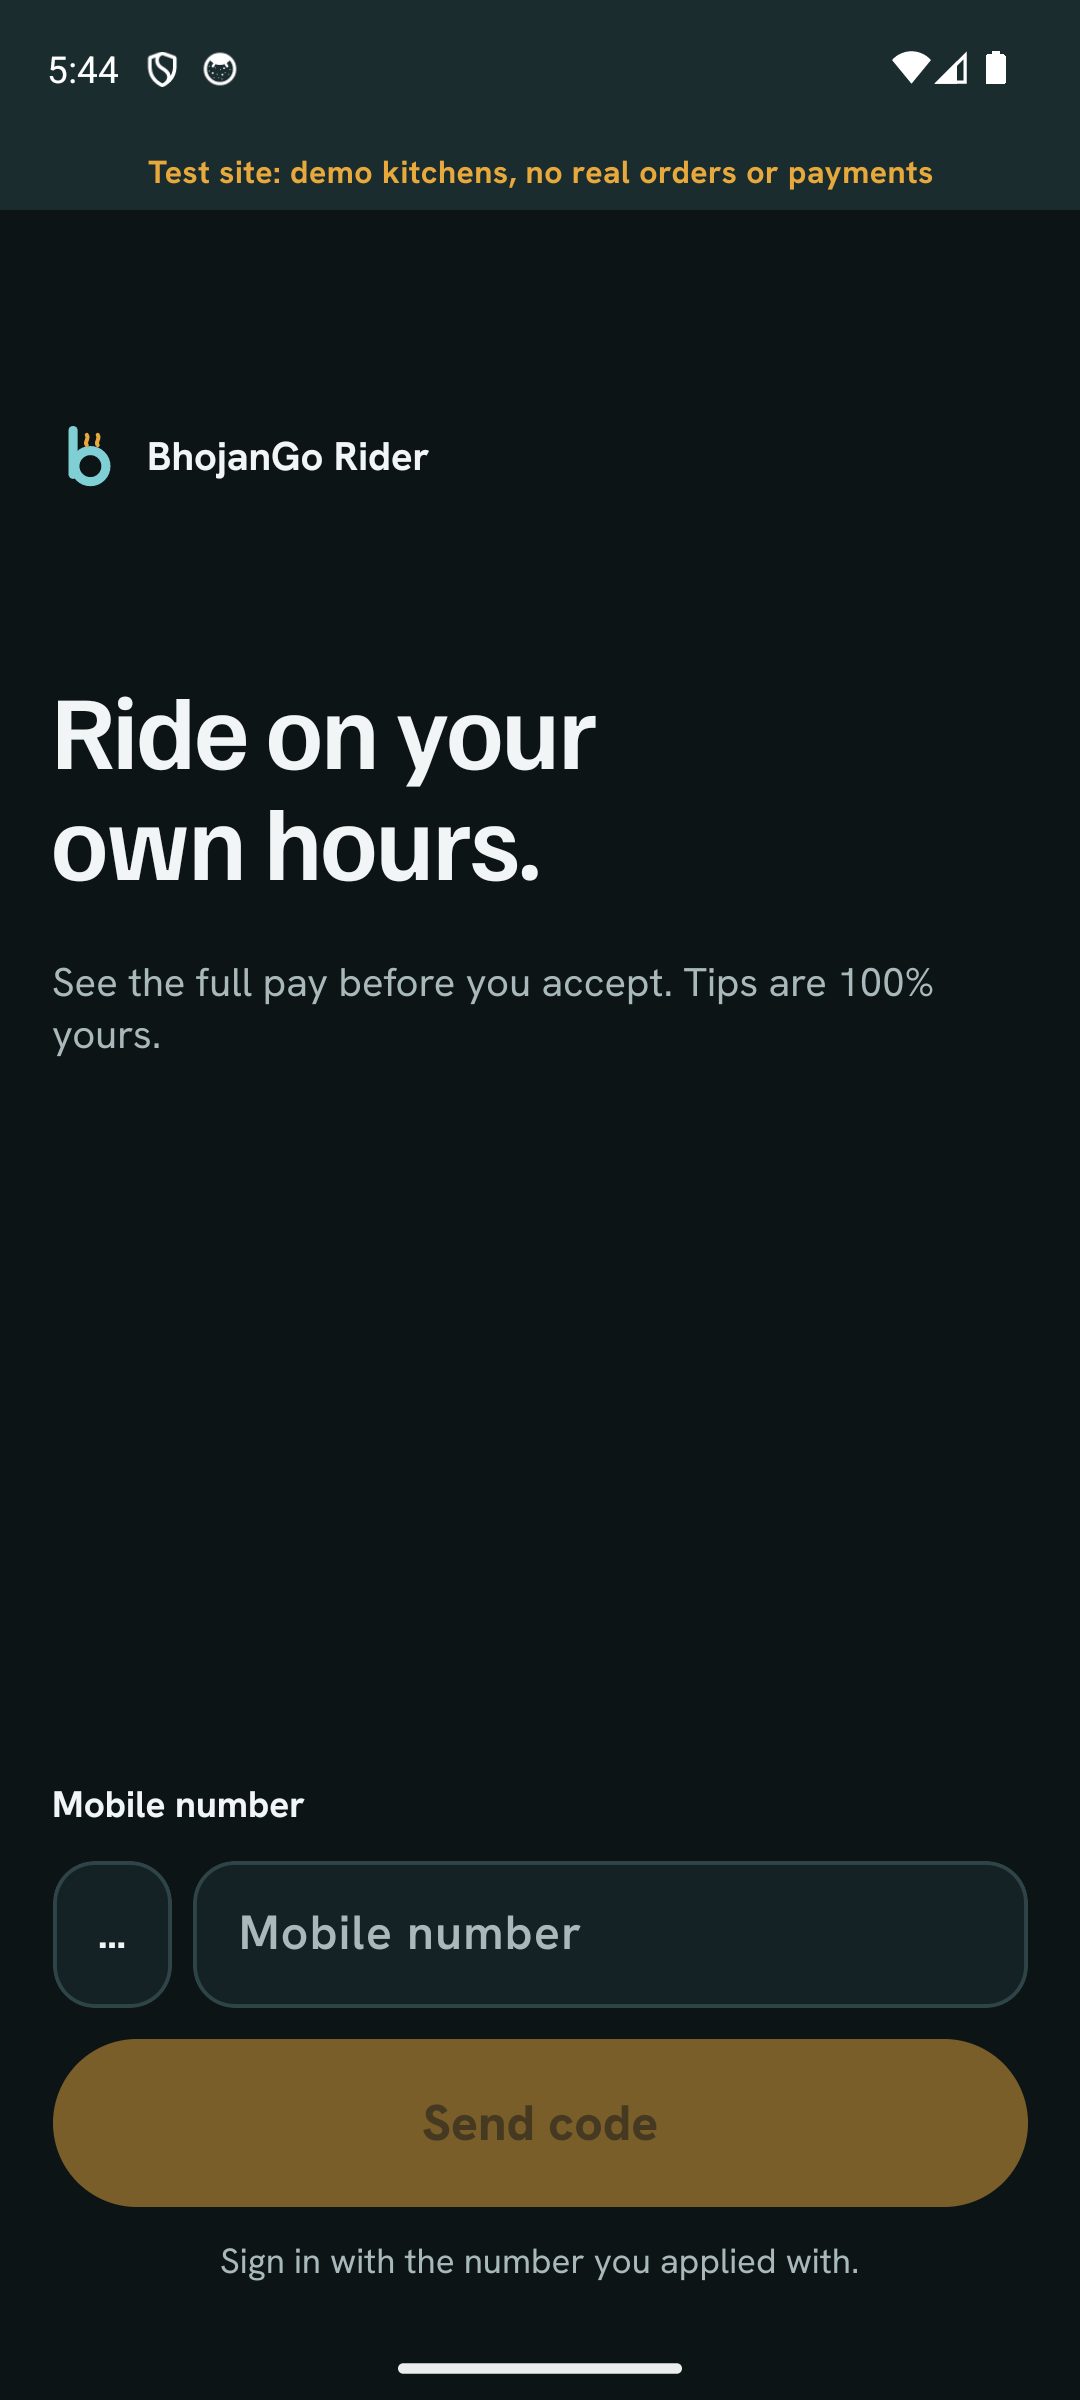 5:44
Test site: demo kitchens, no real orders or payments
BhojanGo Rider
Ride on your
own hours.
See the full pay before you accept. Tips are 100%
yours.
Mobile number
...
Mobile number
Send code
Sign in with the number you applied with.